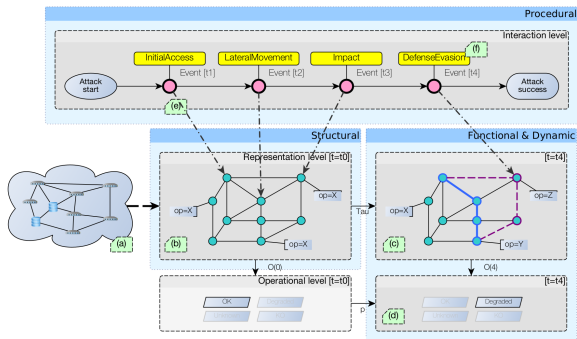 Procedural
Interaction level
InitialAccess
LateralMovement
Impact
DefenseEvasion
(f)
Event [t1]
Event [t2]
Event [t3]
Event [t4]
Attack start
Attack success
(e)
Structural
Functional & Dynamic
Representation level [t=t0]
[t=t4]
op=X
op=X
op=X
op=Z
op=X
op=Y
Tau
(a)
(b)
(c)
O(0)
O(4)
Operational level [t=t0]
[t=t4]
OK
Degraded
Degraded
p
(d)